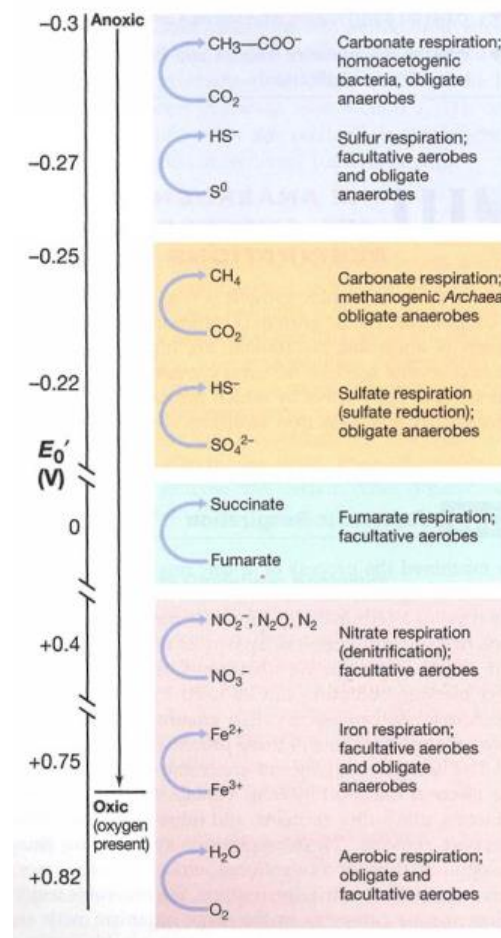 −0.3
Anoxic
CH3—COO⁻
CO₂
Carbonate respiration;
homoacetogenic
bacteria, obligate
anaerobes
−0.27
HS⁻
S⁰
Sulfur respiration;
facultative aerobes
and obligate
anaerobes
−0.25
CH₄
CO₂
Carbonate respiration;
methanogenic Archaea
obligate anaerobes
−0.22
HS⁻
SO₄²⁻
Sulfate respiration
(sulfate reduction);
obligate anaerobes
E₀′
(V)
0
Succinate
Fumarate
Fumarate respiration;
facultative aerobes
+0.4
NO₂⁻, N₂O, N₂
NO₃⁻
Nitrate respiration
(denitrification);
facultative aerobes
+0.75
Fe²⁺
Fe³⁺
Iron respiration;
facultative aerobes
and obligate
anaerobes
Oxic
(oxygen
present)
+0.82
H₂O
O₂
Aerobic respiration;
obligate and
facultative aerobes